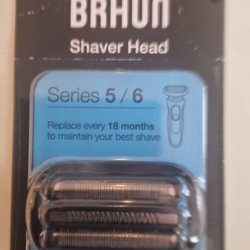 BRAUN
Shaver Head
Series 5 / 6
Replace every 18 months
to maintain your best shave